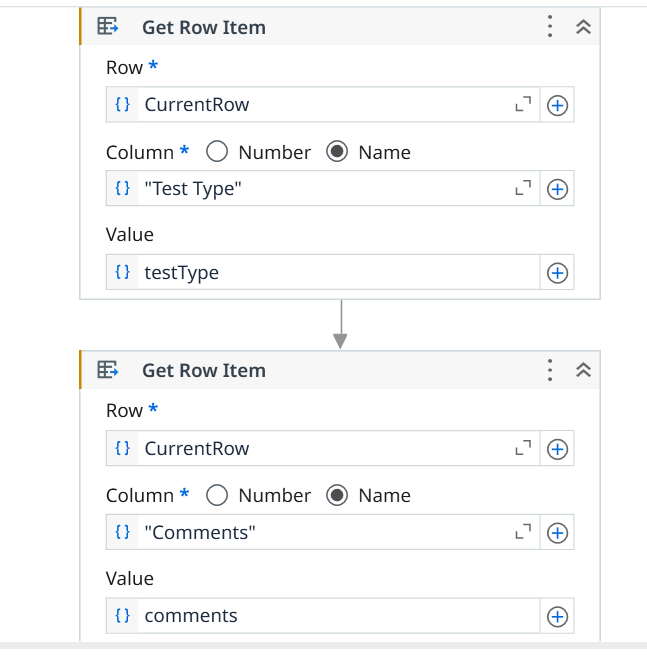 Get Row Item
Row *
{} CurrentRow
Column * Number Name
{} "Test Type"
Value
{} testType
Get Row Item
Row *
{} CurrentRow
Column * Number Name
{} "Comments"
Value
{} comments